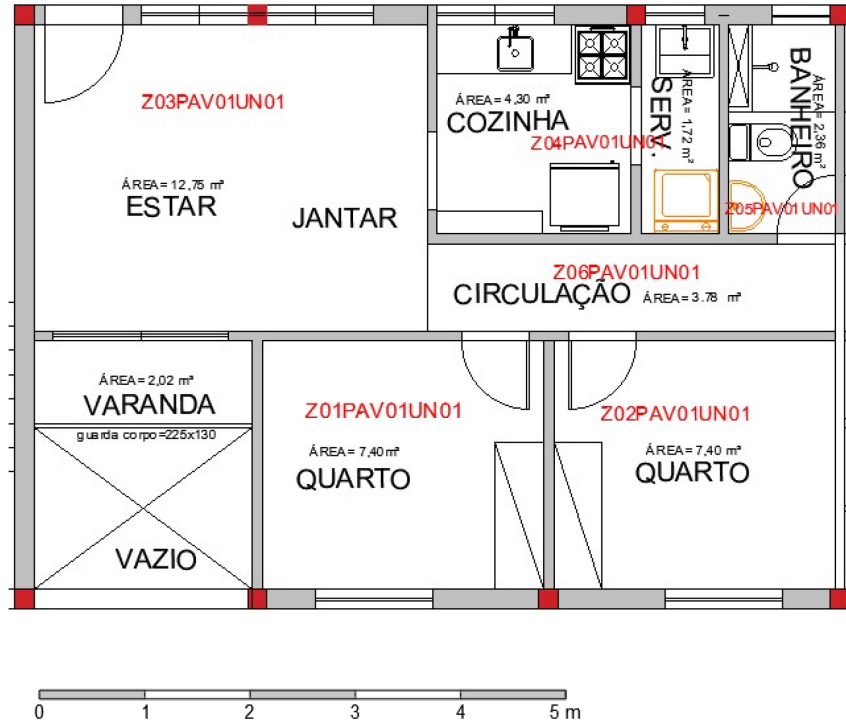 Z03PAV01UN01
ÁREA= 12,75 m²
ESTAR
JANTAR
ÁREA= 4,30 m²
COZINHA
Z04PAV01UN01
ÁREA= 1,72 m²
SERV.
ÁREA= 2,36 m²
BANHEIRO
Z05PAV01UN01
Z06PAV01UN01
CIRCULAÇÃO
ÁREA= 3.78 m²
ÁREA= 2,02 m²
VARANDA
guarda corpo=225x130
VAZIO
Z01PAV01UN01
ÁREA= 7,40 m²
QUARTO
Z02PAV01UN01
ÁREA= 7,40 m²
QUARTO
0 1 2 3 4 5 m